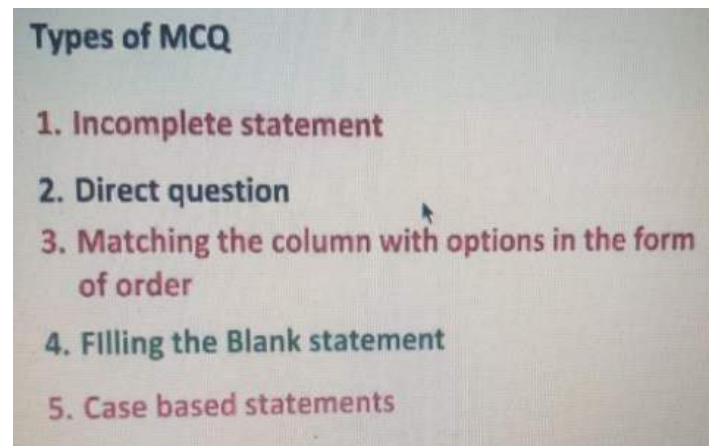 Types of MCQ
1. Incomplete statement
2. Direct question
3. Matching the column with options in the form
of order
4. FIlling the Blank statement
5. Case based statements